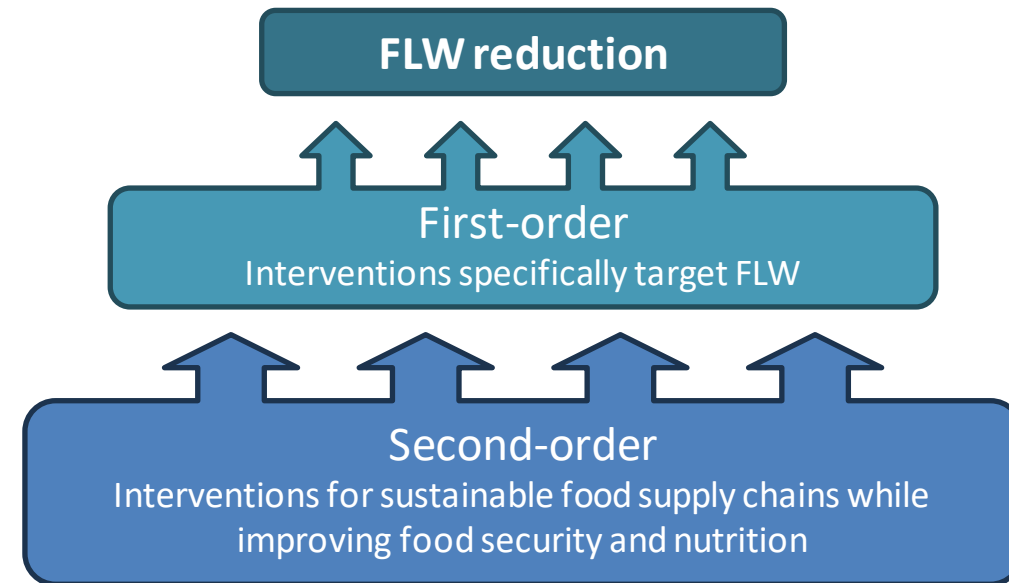 FLW reduction
First-order
Interventions specifically target FLW
Second-order
Interventions for sustainable food supply chains while
improving food security and nutrition